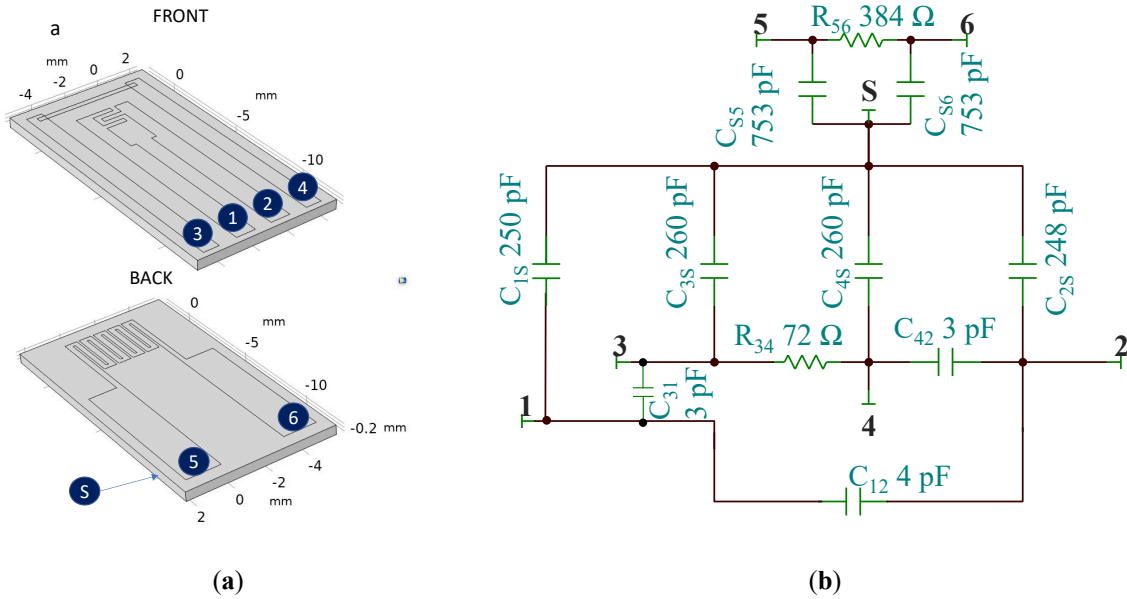 FRONT
a
mm
-4
-2
0
2
0
-5
-10
mm
3
1
2
4
BACK
0
-5
-10
-0.2 mm
-4
-2
mm
0
2
5
6
S
(a)
5
R56 384 Ω
6
CS5
753 pF
S
CS6
753 pF
C1S 250 pF
C3S 260 pF
C4S 260 pF
C2S 248 pF
3
R34 72 Ω
C42 3 pF
2
C31
3 pF
1
4
C12 4 pF
(b)